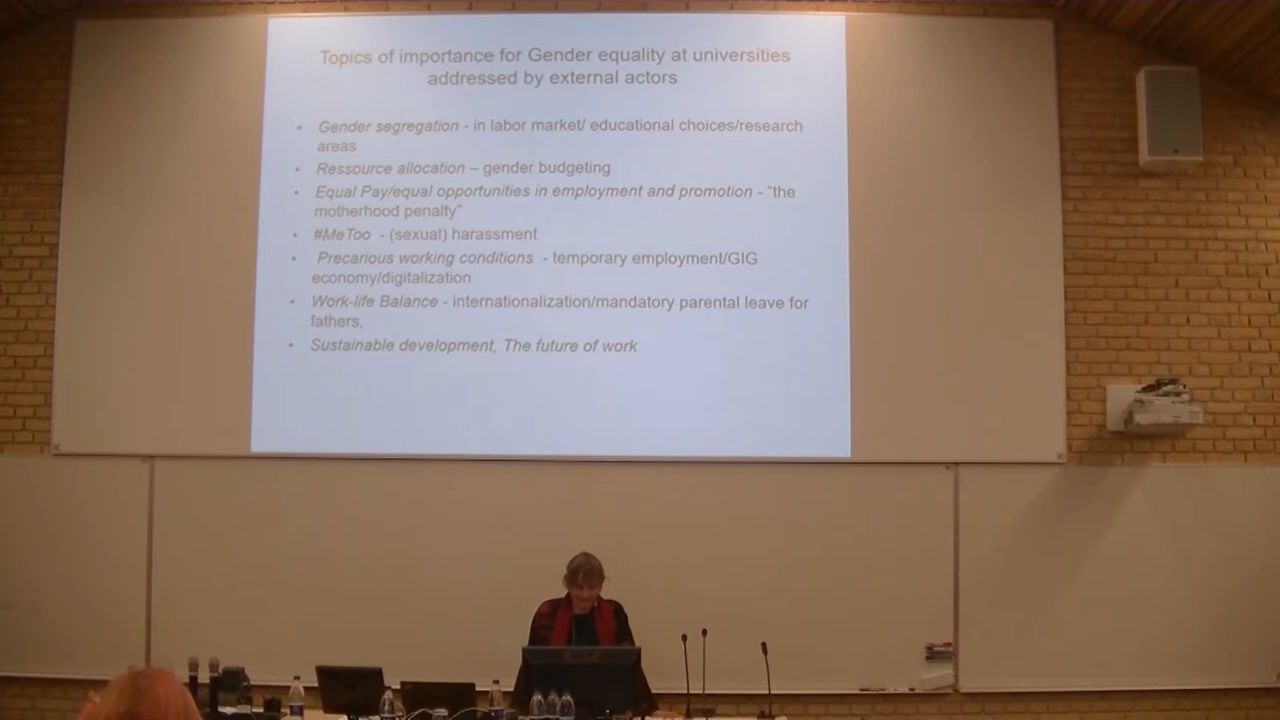 Topics of importance for Gender equality at universities
addressed by external actors
• Gender segregation - in labor market/ educational choices/research
areas
• Ressource allocation – gender budgeting
• Equal Pay/equal opportunities in employment and promotion - "the
motherhood penalty"
• #MeToo - (sexual) harassment
• Precarious working conditions - temporary employment/GIG
economy/digitalization
• Work-life Balance - internationalization/mandatory parental leave for
fathers,
• Sustainable development, The future of work